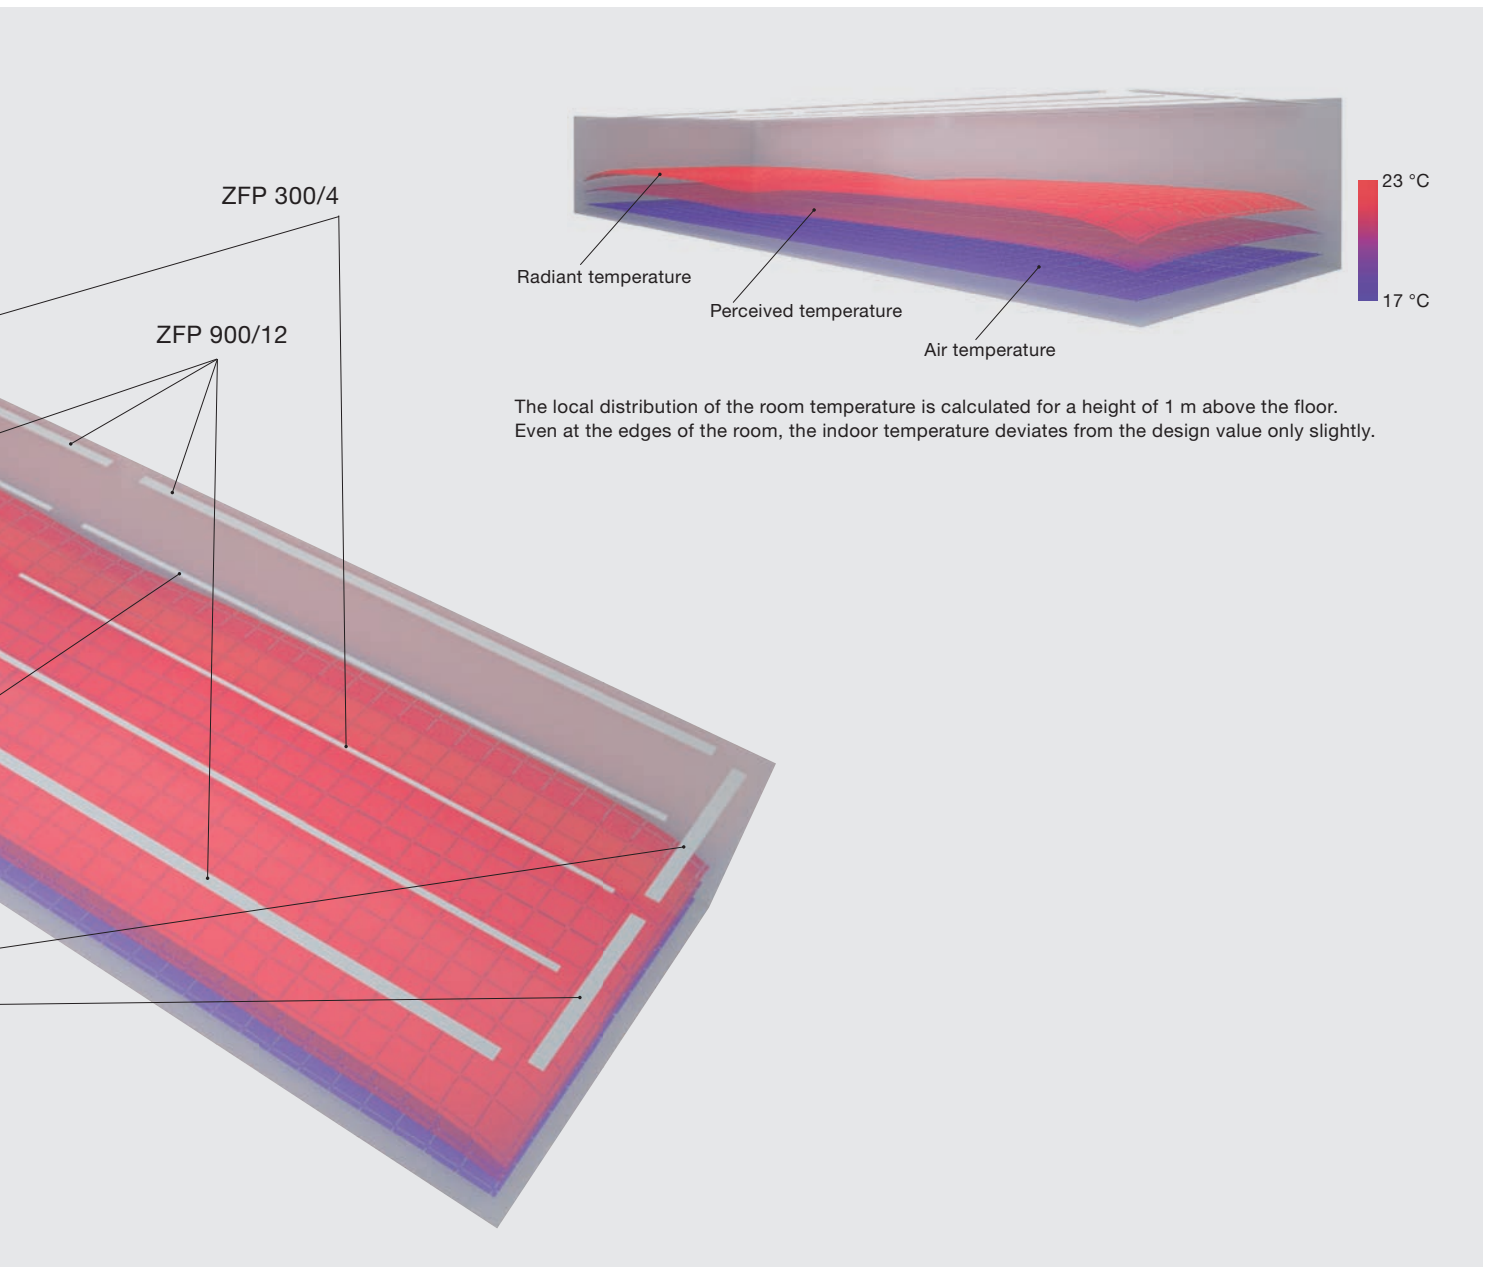 ZFP 300/4
23 °C
Radiant temperature
17 °C
Perceived temperature
ZFP 900/12
Air temperature
The local distribution of the room temperature is calculated for a height of 1 m above the floor.
Even at the edges of the room, the indoor temperature deviates from the design value only slightly.